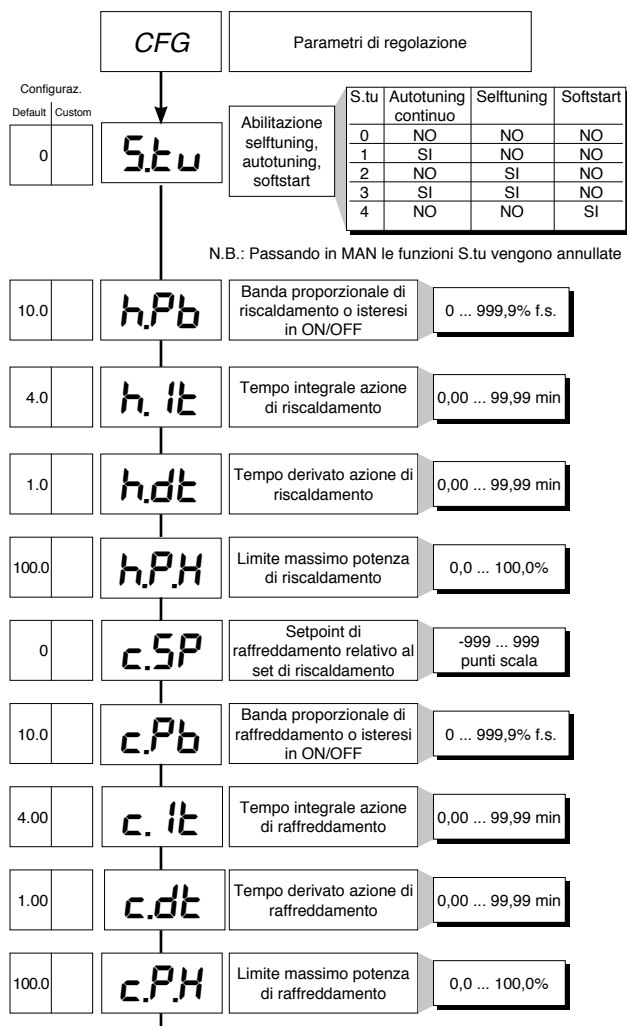 CFG
Parametri di regolazione
Configuraz.
Default Custom
0
S.tu
Abilitazione
selftuning,
autotuning,
softstart
S.tu Autotuning continuo Selftuning Softstart
0 NO NO NO
1 SI NO NO
2 NO SI NO
3 SI SI NO
4 NO NO SI
N.B.: Passando in MAN le funzioni S.tu vengono annullate
10.0
h.Pb
Banda proporzionale di
riscaldamento o isteresi
in ON/OFF
0 ... 999,9% f.s.
4.0
h.It
Tempo integrale azione
di riscaldamento
0,00 ... 99,99 min
1.0
h.dt
Tempo derivato azione di
riscaldamento
0,00 ... 99,99 min
100.0
h.P.H
Limite massimo potenza
di riscaldamento
0,0 ... 100,0%
0
c.SP
Setpoint di
raffreddamento relativo al
set di riscaldamento
-999 ... 999
punti scala
10.0
c.Pb
Banda proporzionale di
raffreddamento o isteresi
in ON/OFF
0 ... 999,9% f.s.
4.00
c.It
Tempo integrale azione
di raffreddamento
0,00 ... 99,99 min
1.00
c.dt
Tempo derivato azione di
raffreddamento
0,00 ... 99,99 min
100.0
c.P.H
Limite massimo potenza
di raffreddamento
0,0 ... 100,0%